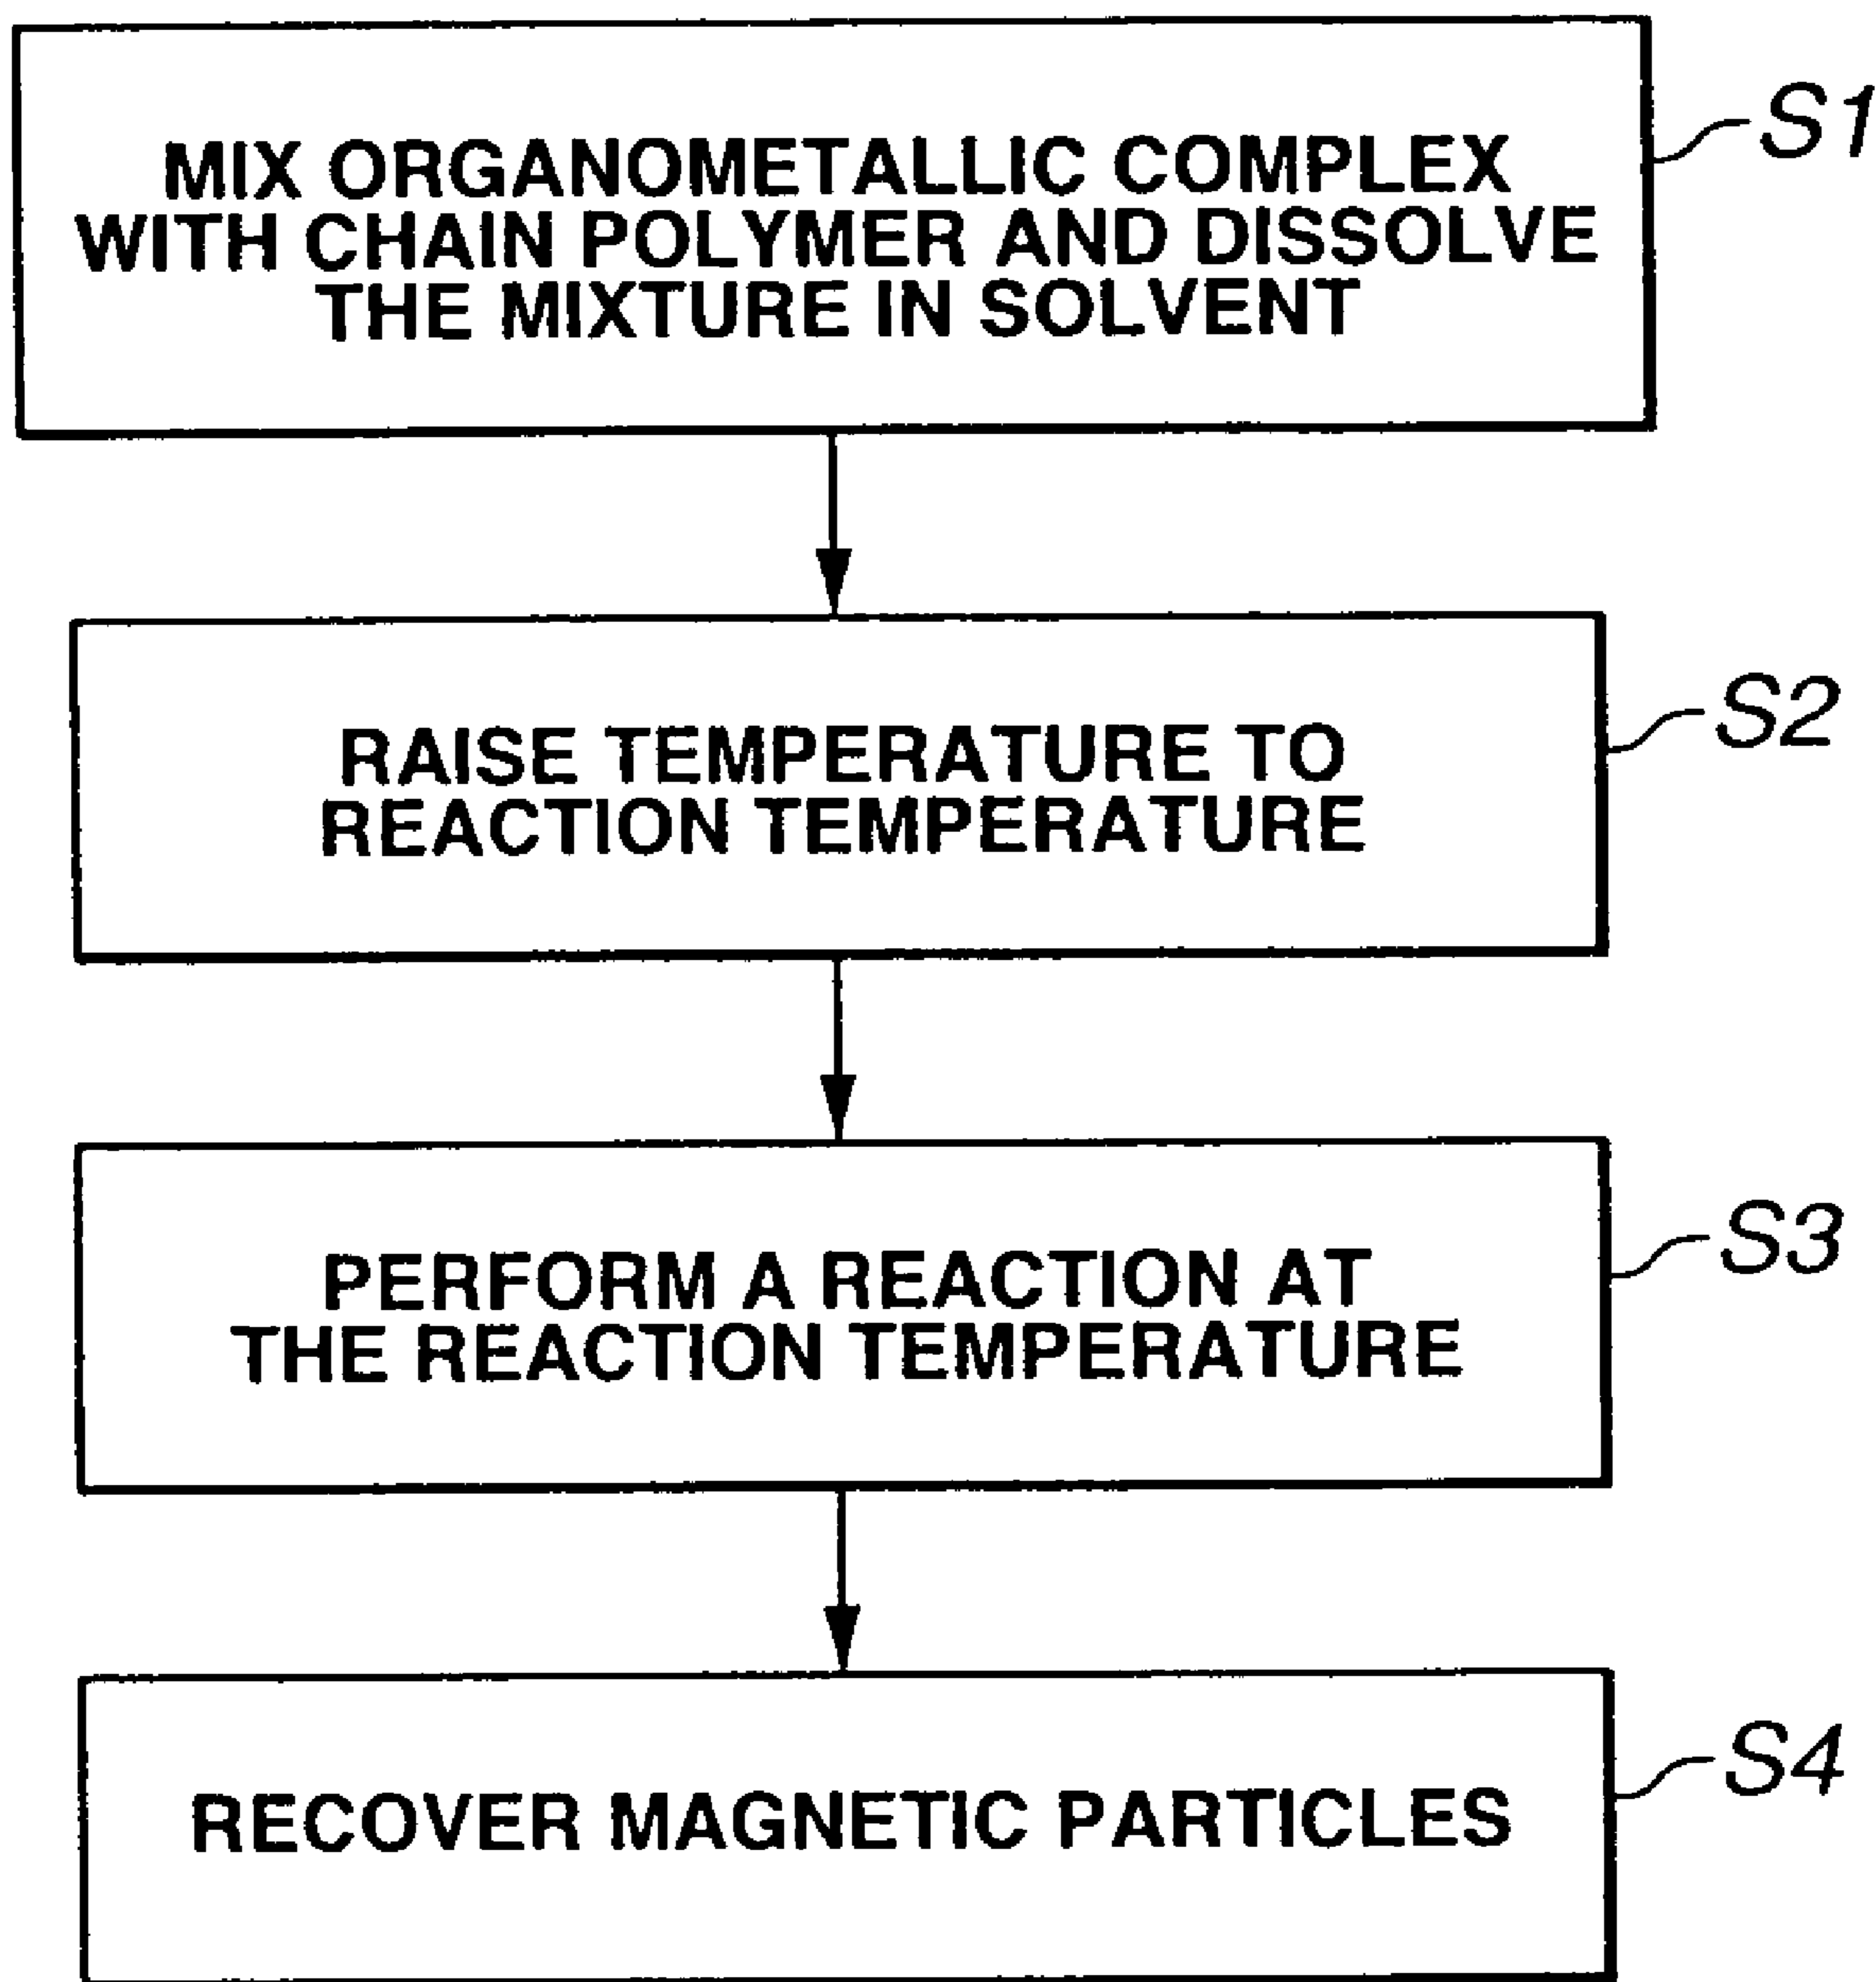 MIX ORGANOMETALLIC COMPLEX
WITH CHAIN POLYMER AND DISSOLVE
THE MIXTURE IN SOLVENT
S1
RAISE TEMPERATURE TO
REACTION TEMPERATURE
S2
PERFORM A REACTION AT
THE REACTION TEMPERATURE
S3
RECOVER MAGNETIC PARTICLES
S4